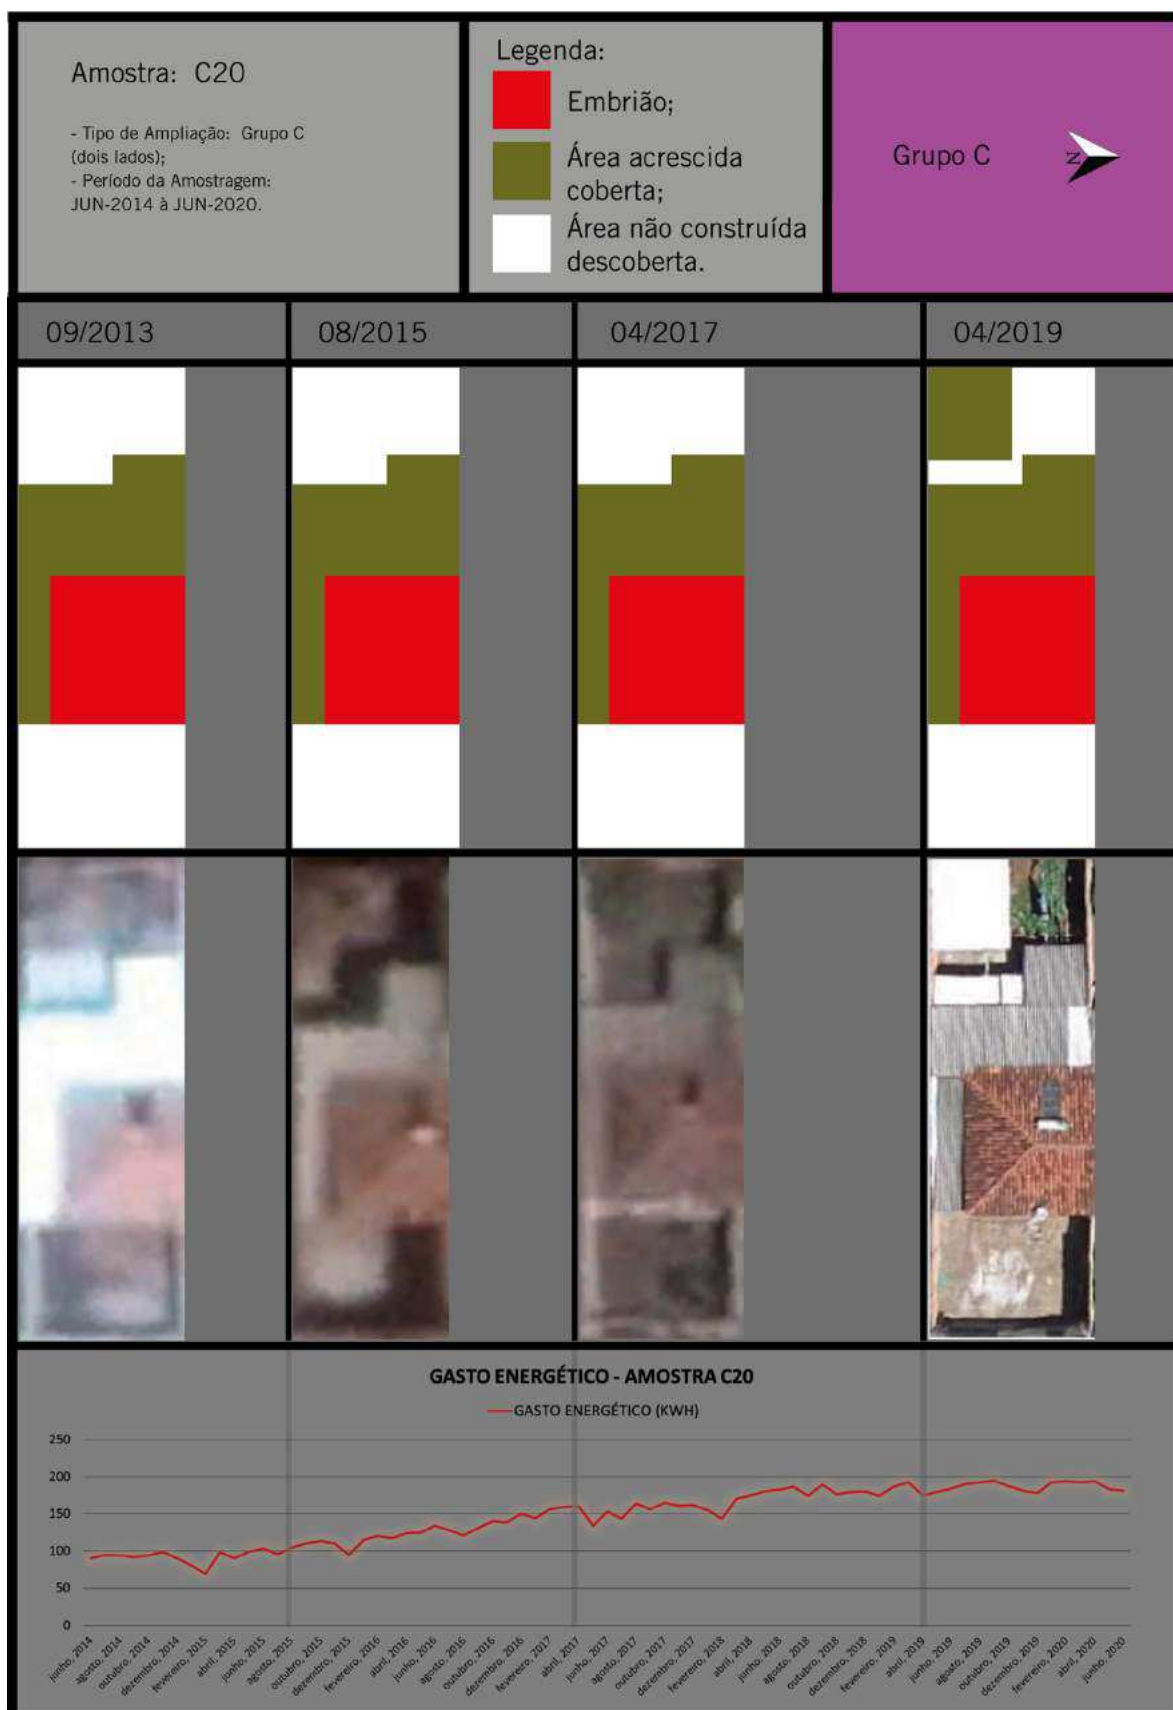 Amostra: C20
- Tipo de Ampliação: Grupo C
(dois lados);
- Período da Amostragem:
JUN-2014 à JUN-2020.
Legenda:
Embrião;
Área acrescida
coberta;
Área não construída
descoberta.
Grupo C
N
09/2013
08/2015
04/2017
04/2019
GASTO ENERGÉTICO - AMOSTRA C20
GASTO ENERGÉTICO (KWH)
250
200
150
100
50
0
junho, 2014
agosto, 2014
outubro, 2014
dezembro, 2014
fevereiro, 2015
abril, 2015
junho, 2015
agosto, 2015
outubro, 2015
dezembro, 2015
fevereiro, 2016
abril, 2016
junho, 2016
agosto, 2016
outubro, 2016
dezembro, 2016
fevereiro, 2017
abril, 2017
junho, 2017
agosto, 2017
outubro, 2017
dezembro, 2017
fevereiro, 2018
abril, 2018
junho, 2018
agosto, 2018
outubro, 2018
dezembro, 2018
fevereiro, 2019
abril, 2019
junho, 2019
agosto, 2019
outubro, 2019
dezembro, 2019
fevereiro, 2020
abril, 2020
junho, 2020